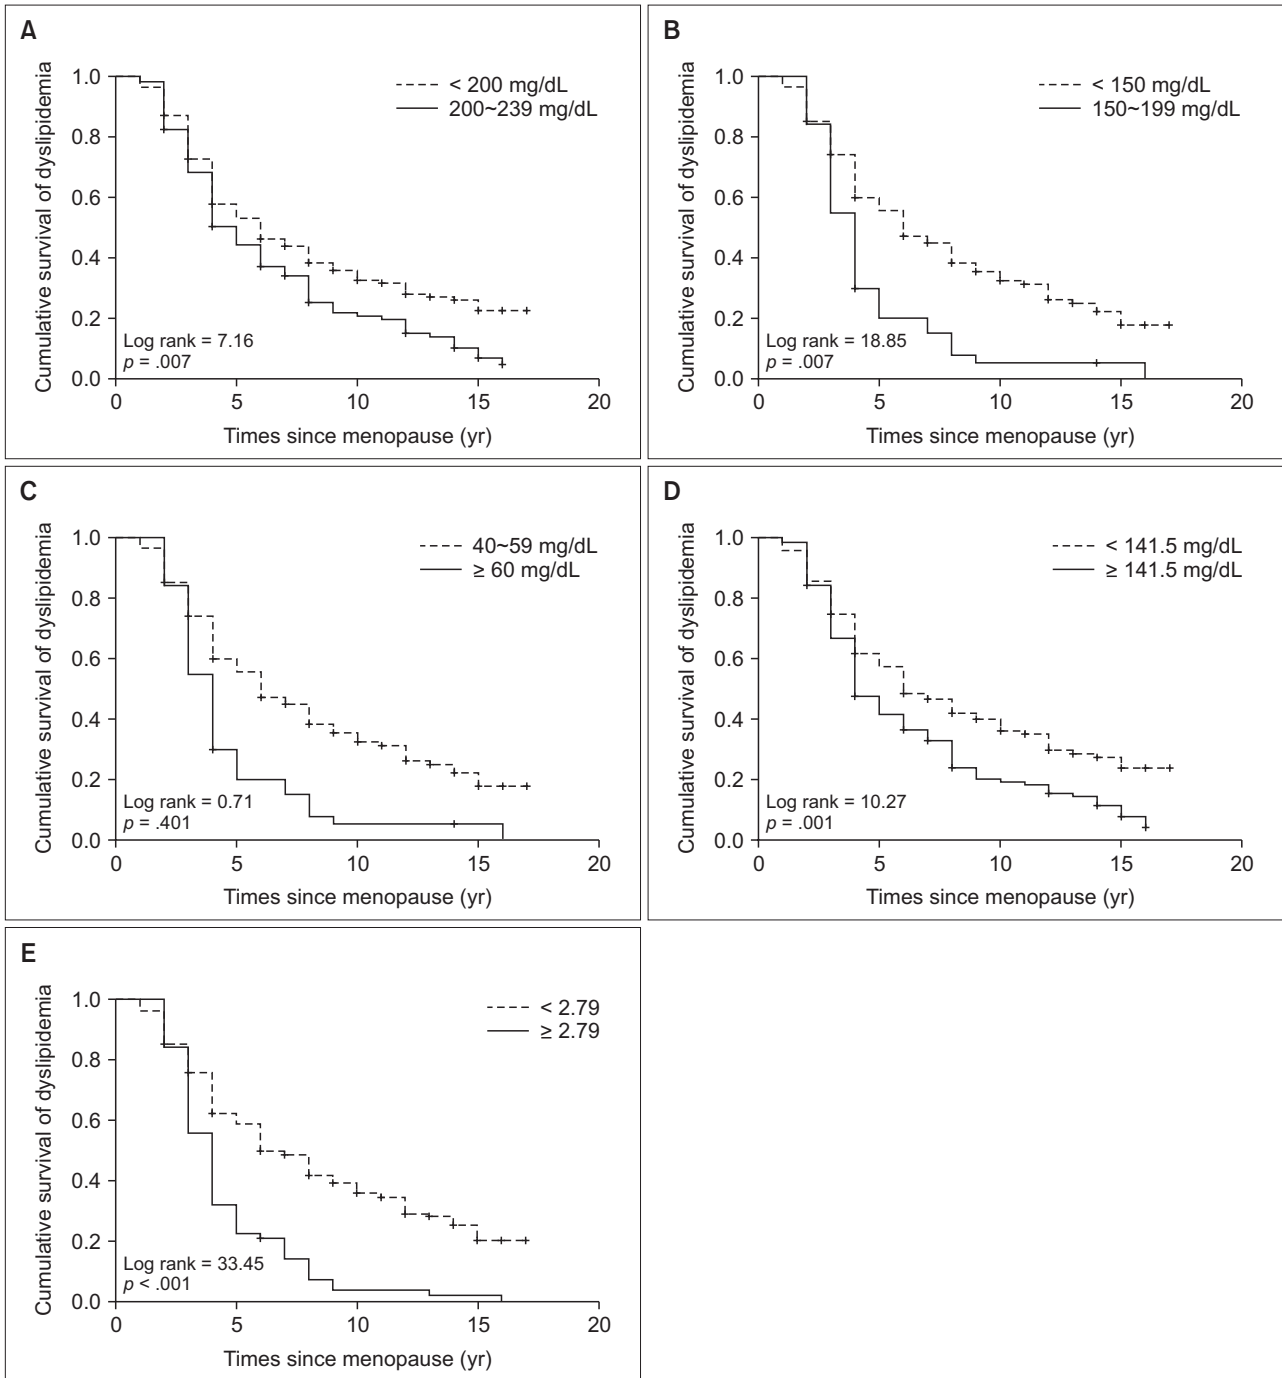 A
Cumulative survival of dyslipidemia
1.0
0.8
0.6
0.4
0.2
0.0
< 200 mg/dL
200~239 mg/dL
Log rank = 7.16
p = .007
0 5 10 15 20
Times since menopause (yr)
B
Cumulative survival of dyslipidemia
1.0
0.8
0.6
0.4
0.2
0.0
< 150 mg/dL
150~199 mg/dL
Log rank = 18.85
p = .007
0 5 10 15 20
Times since menopause (yr)
C
Cumulative survival of dyslipidemia
1.0
0.8
0.6
0.4
0.2
0.0
40~59 mg/dL
≥ 60 mg/dL
Log rank = 0.71
p = .401
0 5 10 15 20
Times since menopause (yr)
D
Cumulative survival of dyslipidemia
1.0
0.8
0.6
0.4
0.2
0.0
< 141.5 mg/dL
≥ 141.5 mg/dL
Log rank = 10.27
p = .001
0 5 10 15 20
Times since menopause (yr)
E
Cumulative survival of dyslipidemia
1.0
0.8
0.6
0.4
0.2
0.0
< 2.79
≥ 2.79
Log rank = 33.45
p < .001
0 5 10 15 20
Times since menopause (yr)